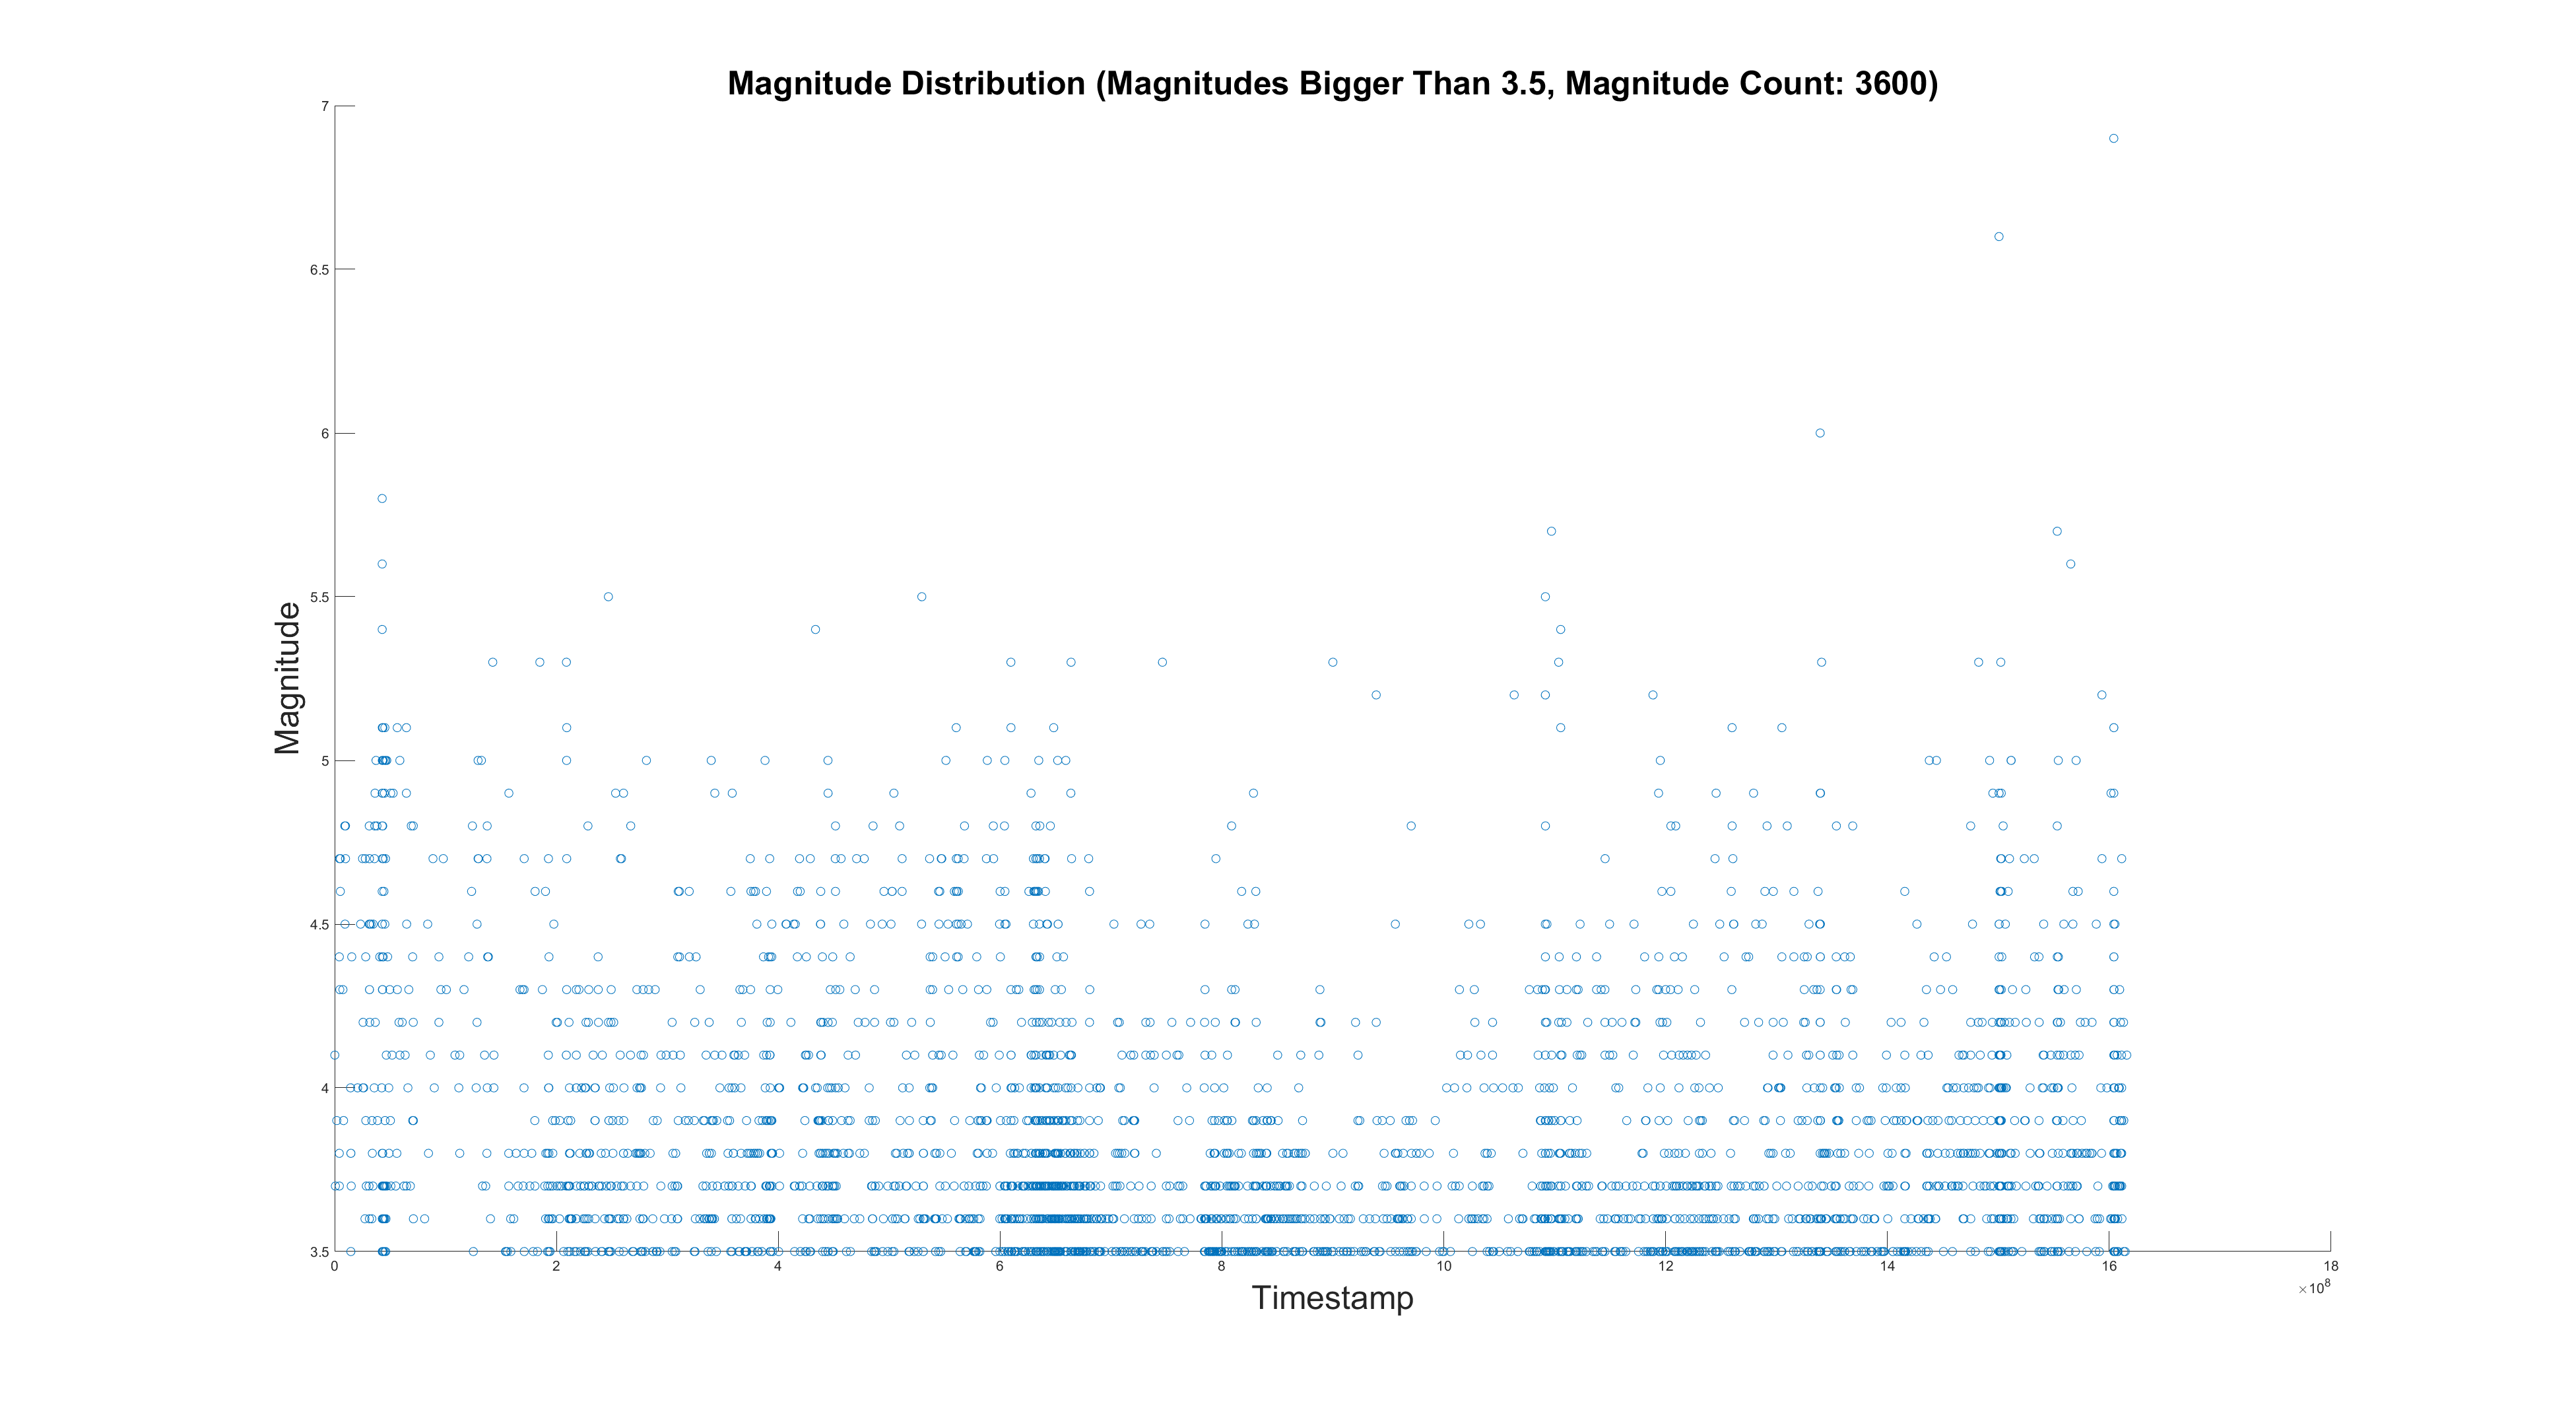 Magnitude Distribution (Magnitudes Bigger Than 3.5, Magnitude Count: 3600)
7
6.5
6
5.5
5
4.5
4
3.5
Magnitude
0 2 4 6 8 10 12 14 16 18
×10⁸
Timestamp